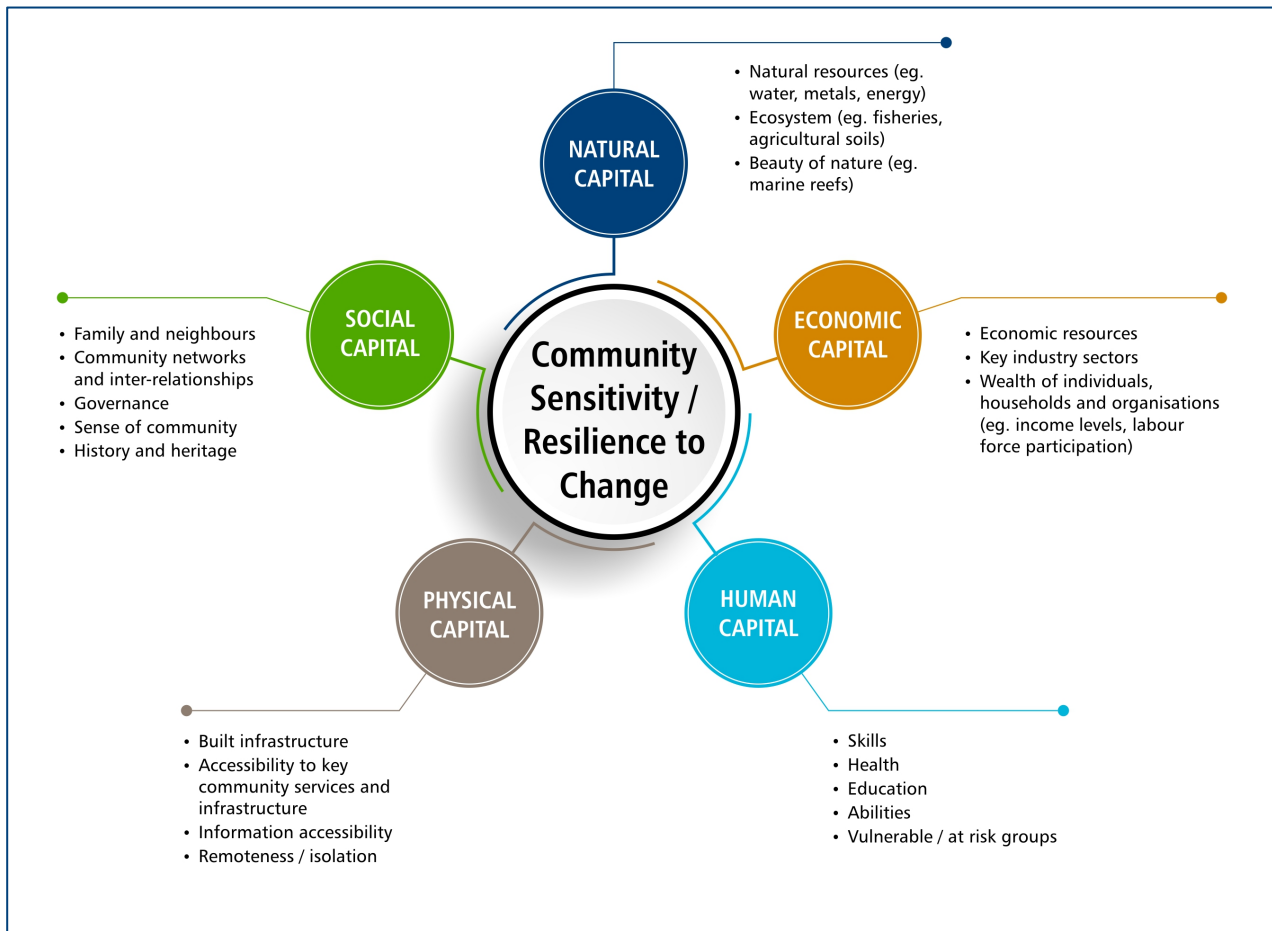 NATURAL
CAPITAL
• Natural resources (eg.
water, metals, energy)
• Ecosystem (eg. fisheries,
agricultural soils)
• Beauty of nature (eg.
marine reefs)
SOCIAL
CAPITAL
• Family and neighbours
• Community networks
and inter-relationships
• Governance
• Sense of community
• History and heritage
Community
Sensitivity /
Resilience to
Change
ECONOMIC
CAPITAL
• Economic resources
• Key industry sectors
• Wealth of individuals,
households and organisations
(eg. income levels, labour
force participation)
PHYSICAL
CAPITAL
• Built infrastructure
• Accessibility to key
community services and
infrastructure
• Information accessibility
• Remoteness / isolation
HUMAN
CAPITAL
• Skills
• Health
• Education
• Abilities
• Vulnerable / at risk groups